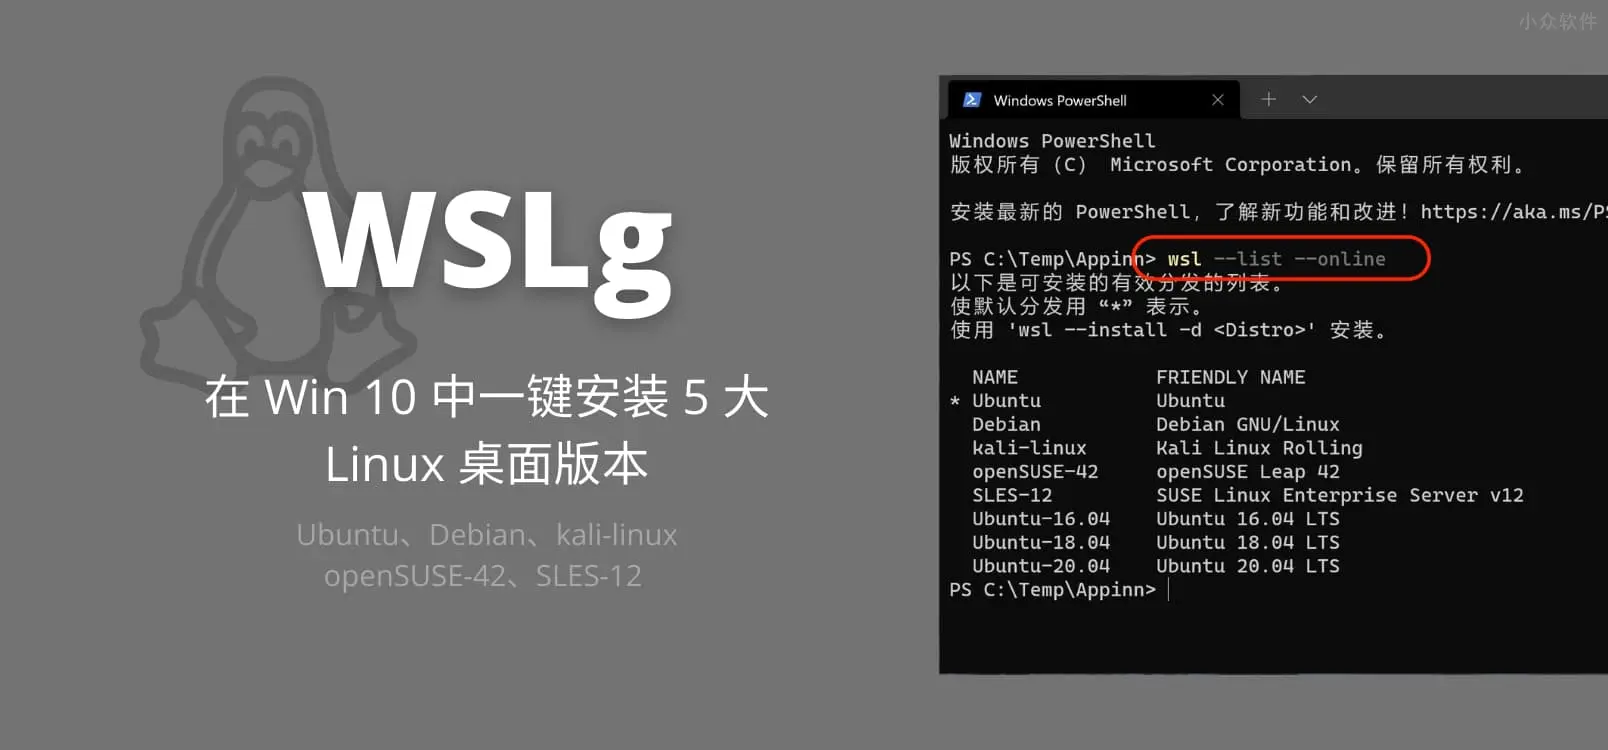 小众软件
WSLg
在 Win 10 中一键安装 5 大
Linux 桌面版本
Ubuntu、Debian、kali-linux
openSUSE-42、SLES-12
Windows PowerShell
Windows PowerShell
版权所有 (C) Microsoft Corporation。保留所有权利。
安装最新的 PowerShell，了解新功能和改进！https://aka.ms/PS
PS C:\Temp\Appinn> wsl --list --online
以下是可安装的有效分发的列表。
使默认分发用 “*” 表示。
使用 'wsl --install -d <Distro>' 安装。
NAME FRIENDLY NAME
* Ubuntu Ubuntu
Debian Debian GNU/Linux
kali-linux Kali Linux Rolling
openSUSE-42 openSUSE Leap 42
SLES-12 SUSE Linux Enterprise Server v12
Ubuntu-16.04 Ubuntu 16.04 LTS
Ubuntu-18.04 Ubuntu 18.04 LTS
Ubuntu-20.04 Ubuntu 20.04 LTS
PS C:\Temp\Appinn>